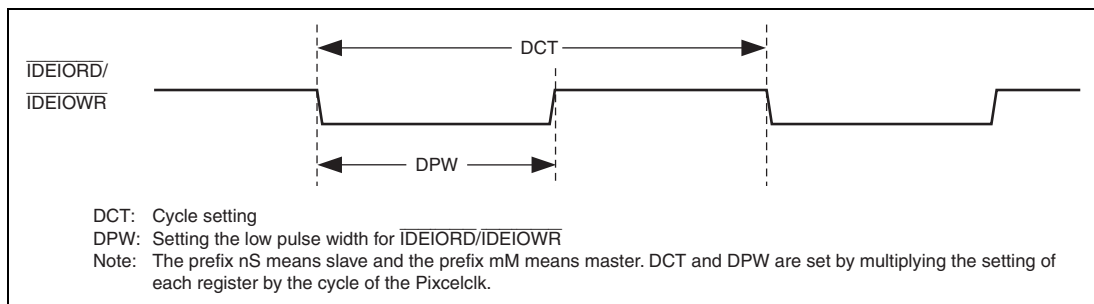 DCT
IDEIORD/
IDEIOWR
DPW
DCT: Cycle setting
DPW: Setting the low pulse width for IDEIORD/IDEIOWR
Note: The prefix nS means slave and the prefix mM means master. DCT and DPW are set by multiplying the setting of
each register by the cycle of the Pixcelclk.